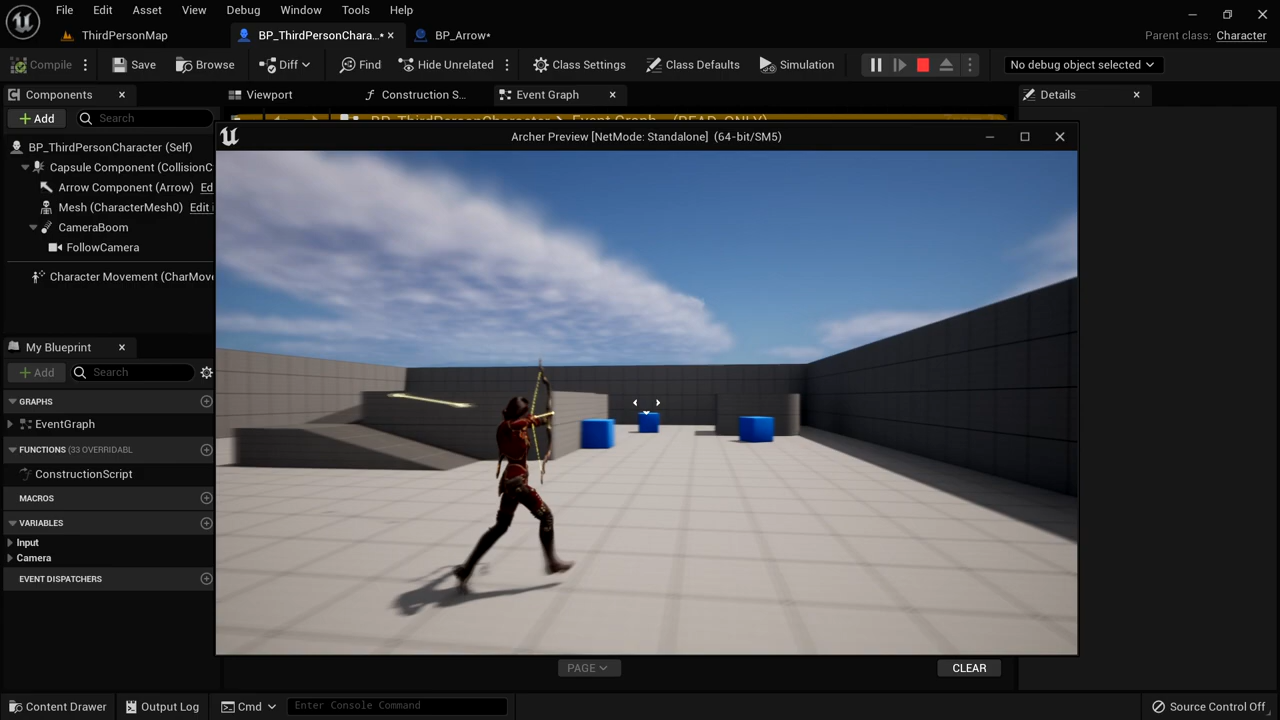 File Edit Asset View Debug Window Tools Help
ThirdPersonMap BP_ThirdPersonChara...* BP_Arrow* Parent class: Character
Compile Save Browse Diff Find Hide Unrelated Class Settings Class Defaults Simulation No debug object selected
Components Viewport Construction S... Event Graph Details
+ Add Search
BP_ThirdPersonCharacter (Self)
Capsule Component (CollisionC
Arrow Component (Arrow) Ed
Mesh (CharacterMesh0) Edit i
CameraBoom
FollowCamera
Character Movement (CharMove
My Blueprint
+ Add Search
GRAPHS
EventGraph
FUNCTIONS (33 OVERRIDABL
ConstructionScript
MACROS
VARIABLES
Input
Camera
EVENT DISPATCHERS
Archer Preview [NetMode: Standalone] (64-bit/SM5)
PAGE CLEAR
Content Drawer Output Log Cmd Enter Console Command Source Control Off